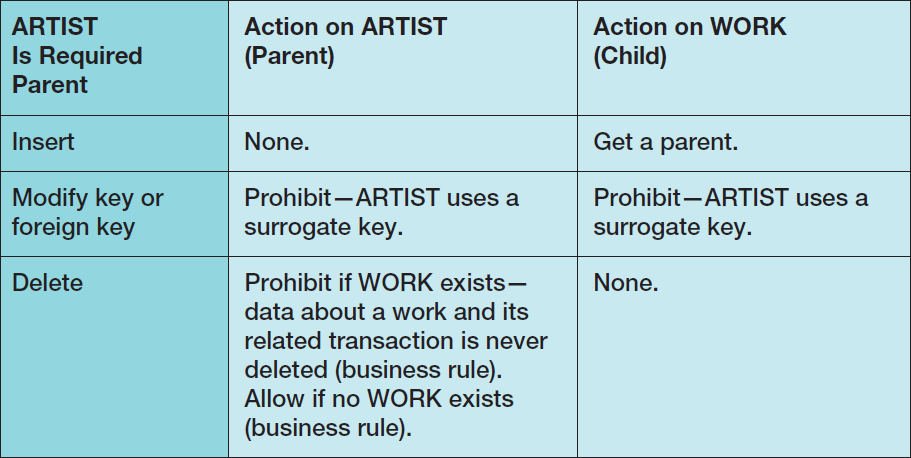 ARTIST
Is Required
Parent
Action on ARTIST
(Parent)
Action on WORK
(Child)
Insert
None.
Get a parent.
Modify key or
foreign key
Prohibit—ARTIST uses a
surrogate key.
Prohibit—ARTIST uses a
surrogate key.
Delete
Prohibit if WORK exists—
data about a work and its
related transaction is never
deleted (business rule).
Allow if no WORK exists
(business rule).
None.